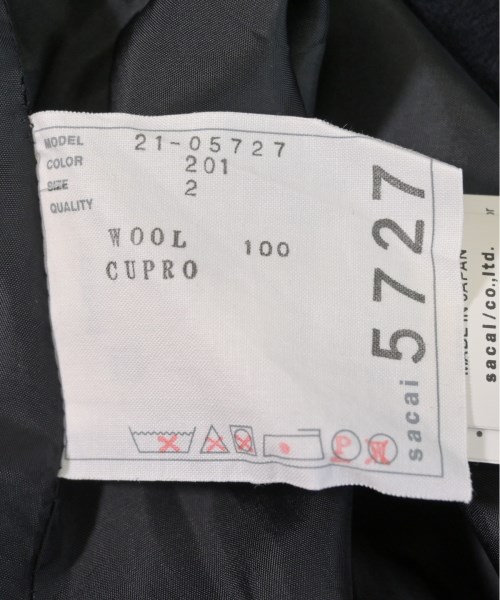 MODEL 21-05727
COLOR 201
SIZE 2
QUALITY
WOOL 100
CUPRO
sacai 5727
P
W
MADE IN JAPAN
sacai/co.,ltd.